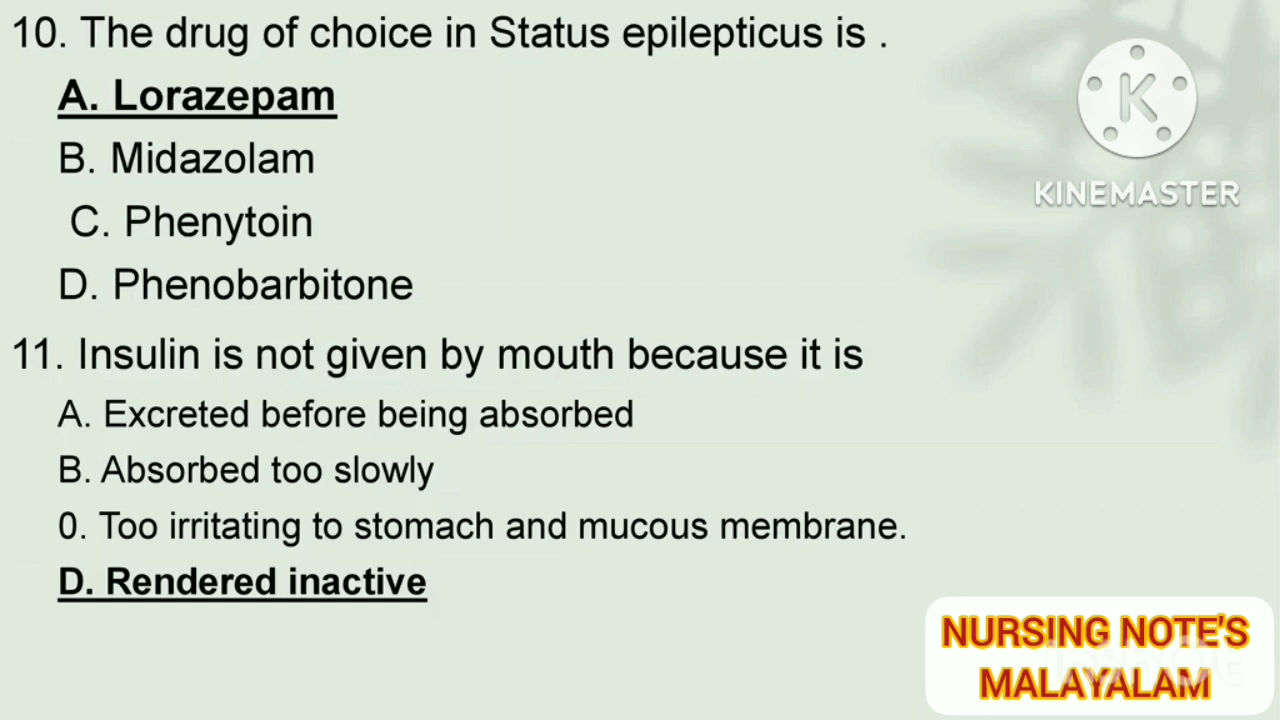 10. The drug of choice in Status epilepticus is .
A. Lorazepam
B. Midazolam
C. Phenytoin
D. Phenobarbitone
11. Insulin is not given by mouth because it is
A. Excreted before being absorbed
B. Absorbed too slowly
0. Too irritating to stomach and mucous membrane.
D. Rendered inactive
K
KINEMASTER
NURSING NOTE'S
MALAYALAM